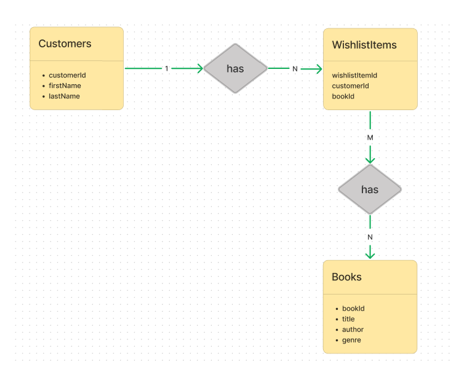 Customers
customerId
firstName
lastName
1
has
N
WishlistItems
wishlistItemId
customerId
bookId
M
has
N
Books
bookId
title
author
genre